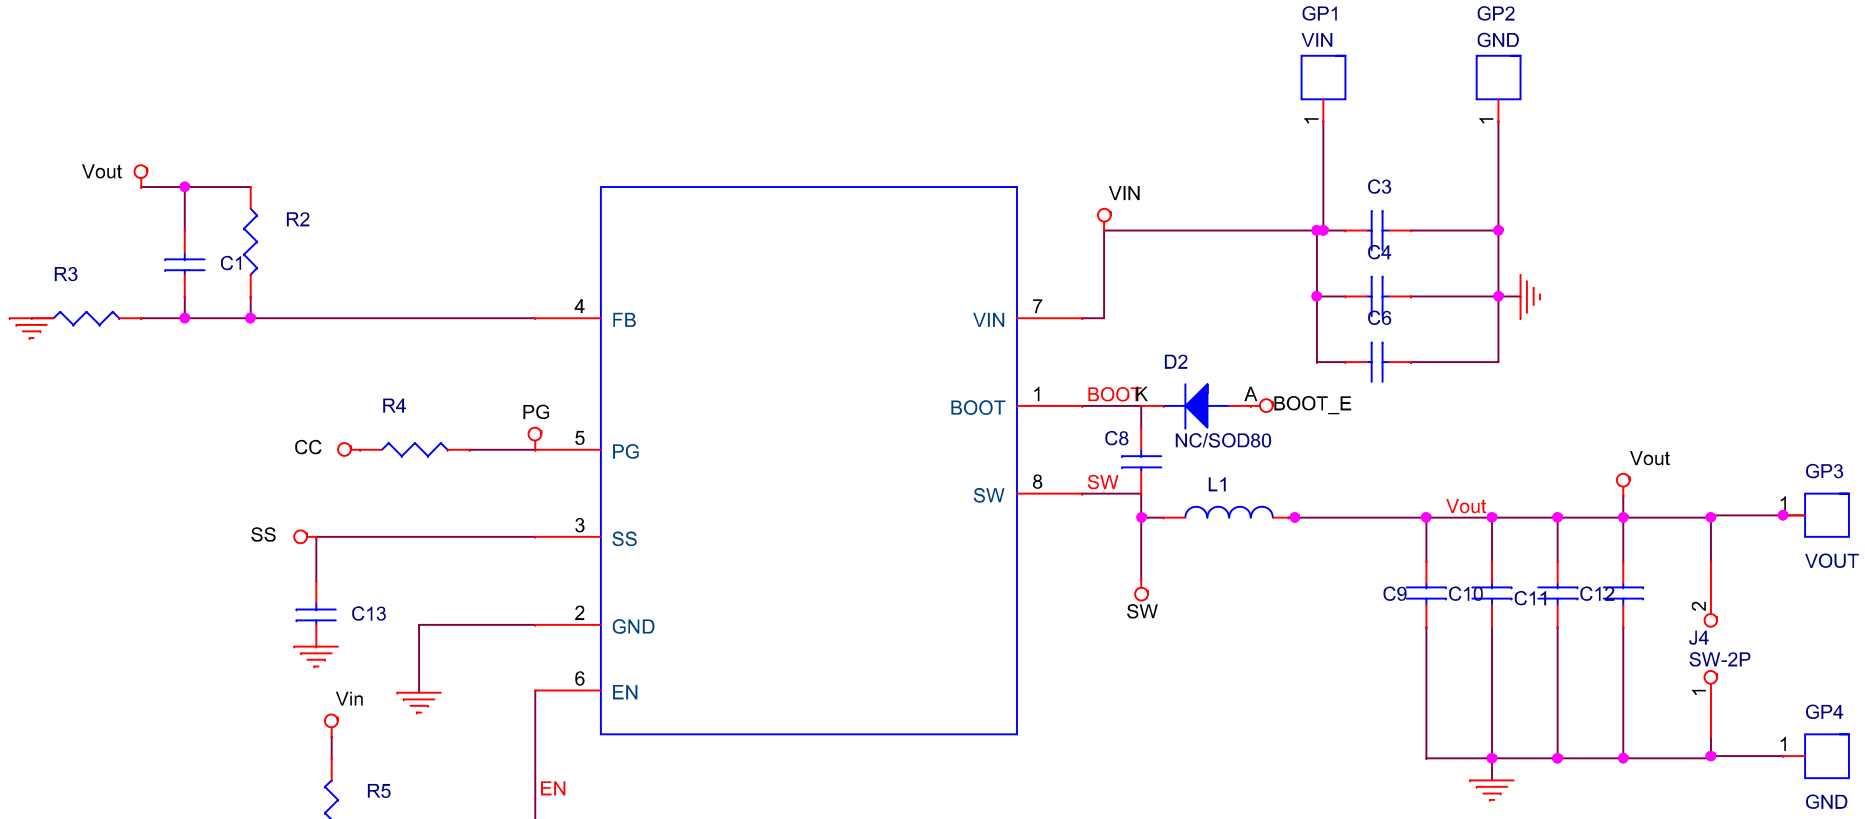 GP1
VIN
GP2
GND
1
1
Vout
R2
C1
R3
VIN
C3
C4
C6
4
FB
VIN
7
D2
BOOT
1
BOOT
K
A
BOOT_E
NC/SOD80
R4
PG
CC
5
PG
C8
SW
8
SW
L1
Vout
Vout
1
GP3
VOUT
SS
3
SS
C13
2
GND
SW
C9
C10
C11
C12
2
J4
SW-2P
1
6
EN
Vin
R5
EN
GP4
1
GND